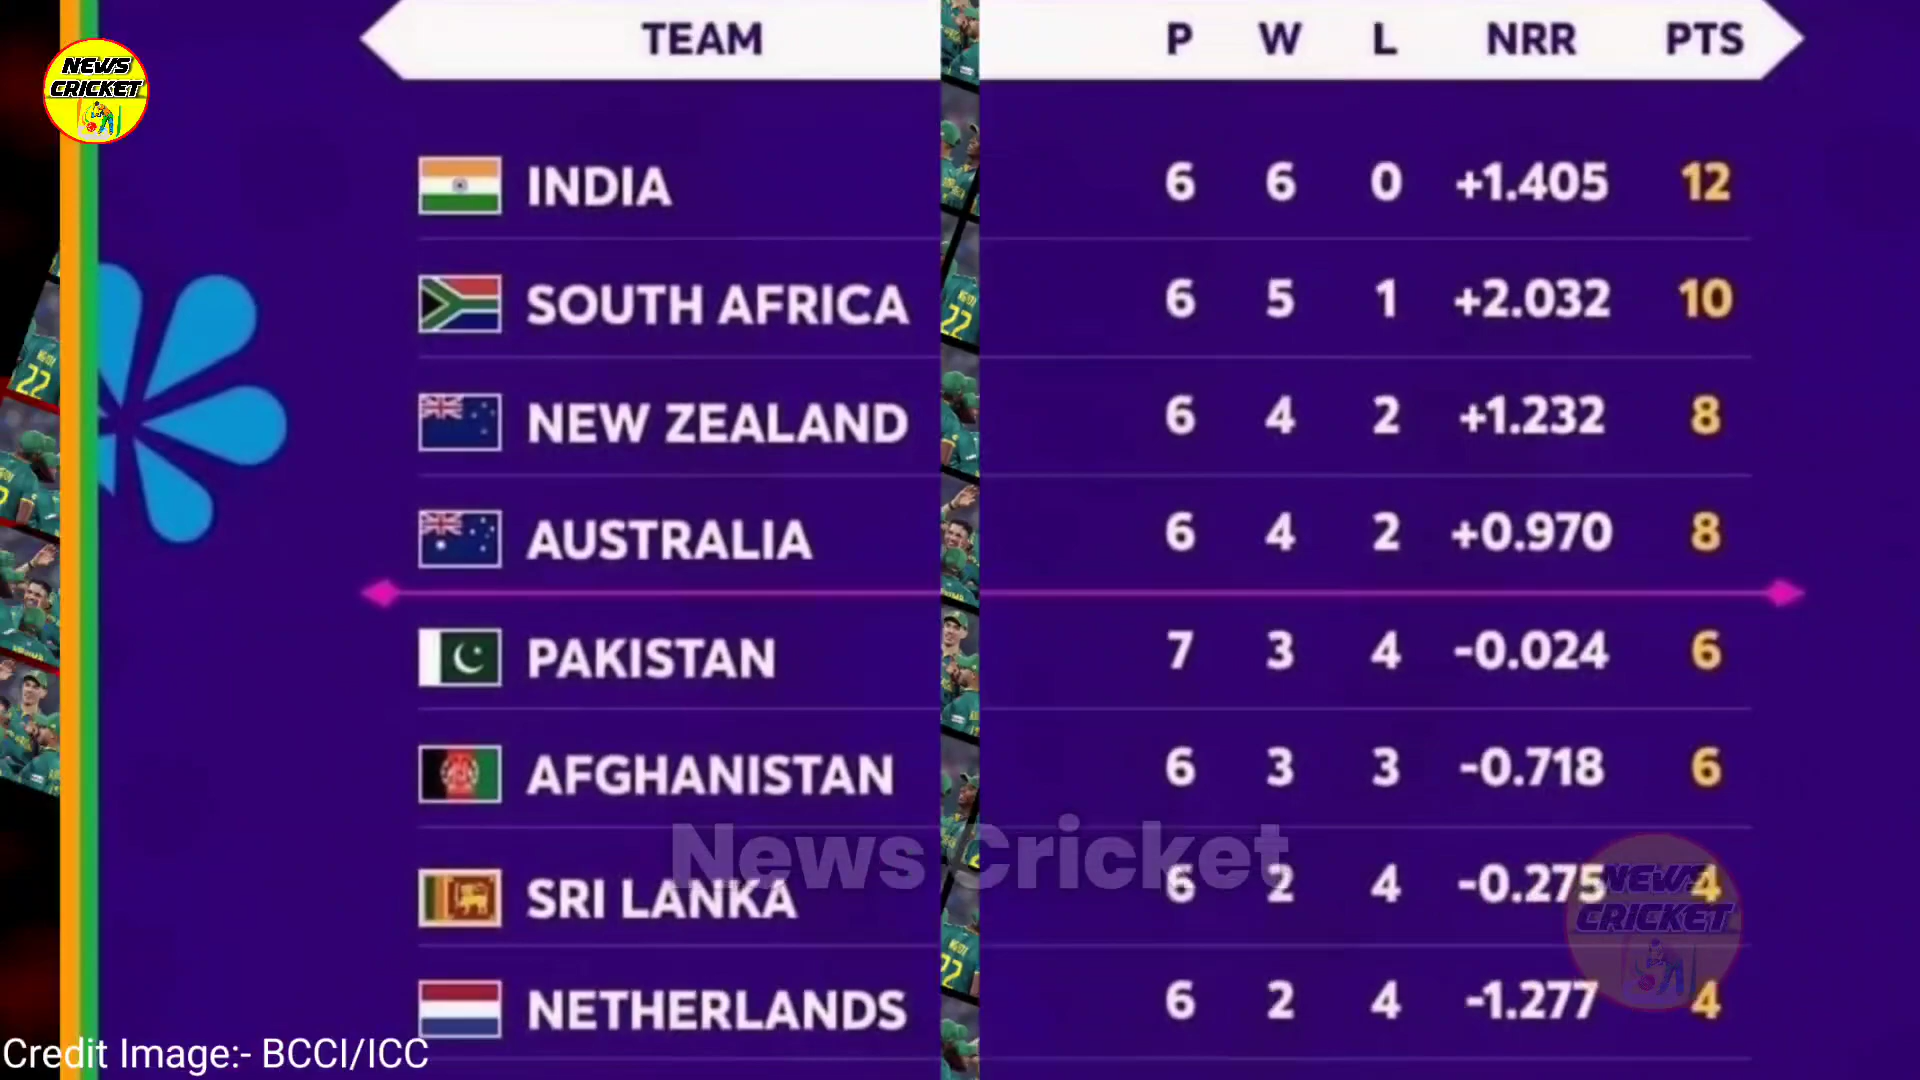 NEWS
CRICKET
TEAM P W L NRR PTS
INDIA 6 6 0 +1.405 12
SOUTH AFRICA 6 5 1 +2.032 10
NEW ZEALAND 6 4 2 +1.232 8
AUSTRALIA 6 4 2 +0.970 8
PAKISTAN 7 3 4 -0.024 6
AFGHANISTAN 6 3 3 -0.718 6
News Cricket
SRI LANKA 6 2 4 -0.275 4
NEWS
CRICKET
NETHERLANDS 6 2 4 -1.277 4
Credit Image:- BCCI/ICC
22
22
22